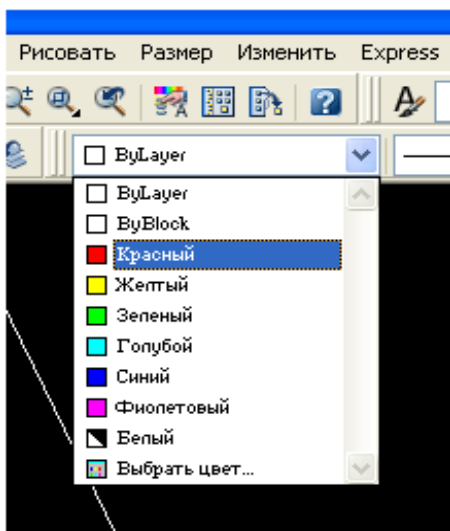 Рисовать Размер Изменить Express
ByLayer
ByLayer
ByBlock
Красный
Желтый
Зеленый
Голубой
Синий
Фиолетовый
Белый
Выбрать цвет...